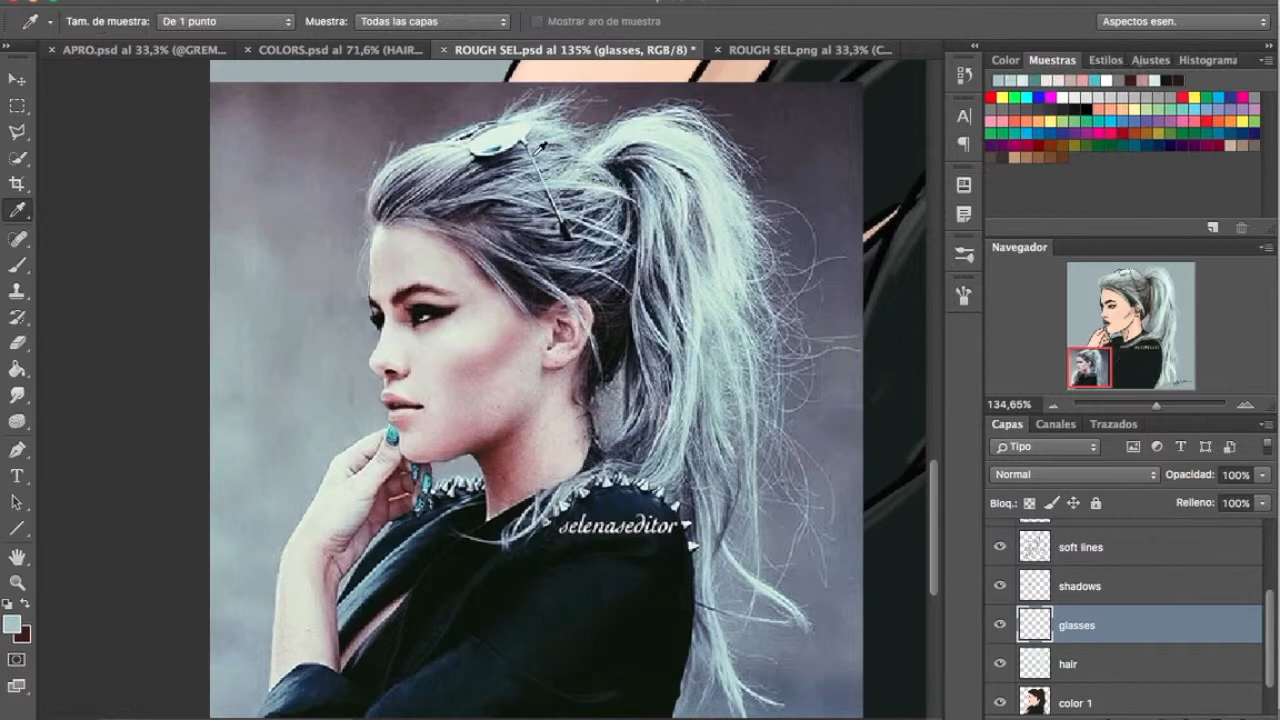 Tam. de muestra: De 1 punto Muestra: Todas las capas Mostrar aro de muestra Aspectos esen.
× APRO.psd al 33,3% (@GREM... × COLORS.psd al 71,6% (HAIR... × ROUGH SEL.psd al 135% (glasses, RGB/8) * × ROUGH SEL.png al 33,3% (C...
Color Muestras Estilos Ajustes Histograma
Navegador
134,65%
Capas Canales Trazados
Tipo
Normal Opacidad: 100%
Bloq.: Relleno: 100%
soft lines
shadows
glasses
hair
color 1
selenaseditor